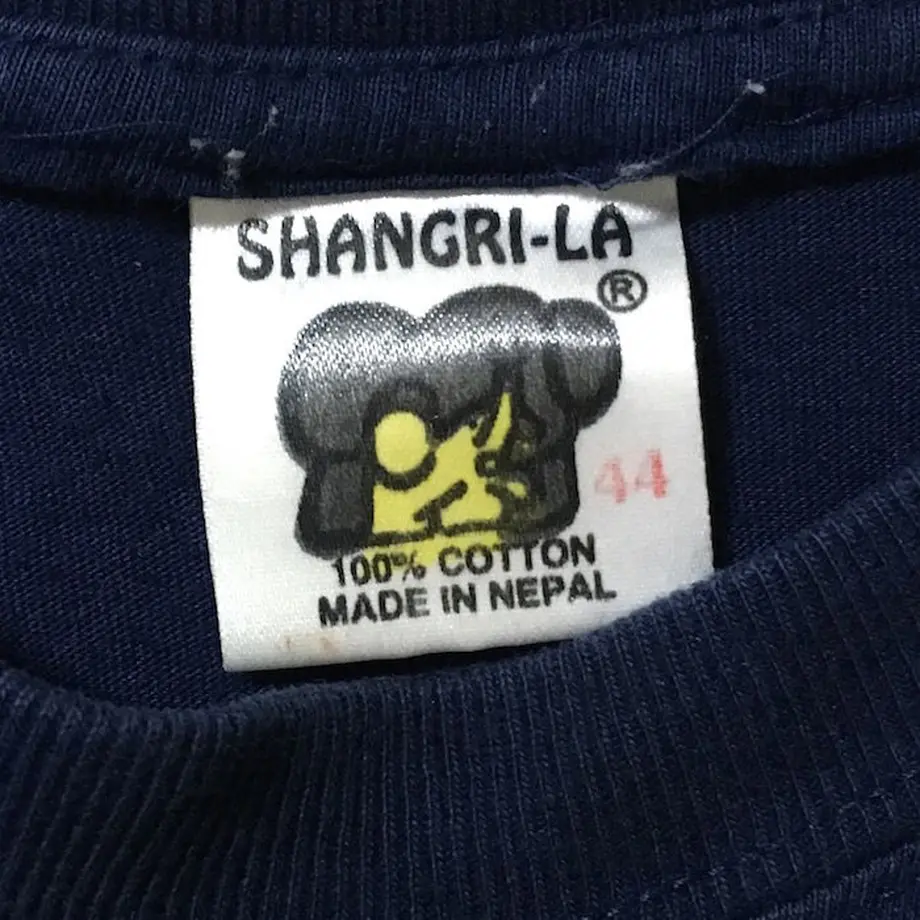 SHANGRI-LA
®
44
100% COTTON
MADE IN NEPAL